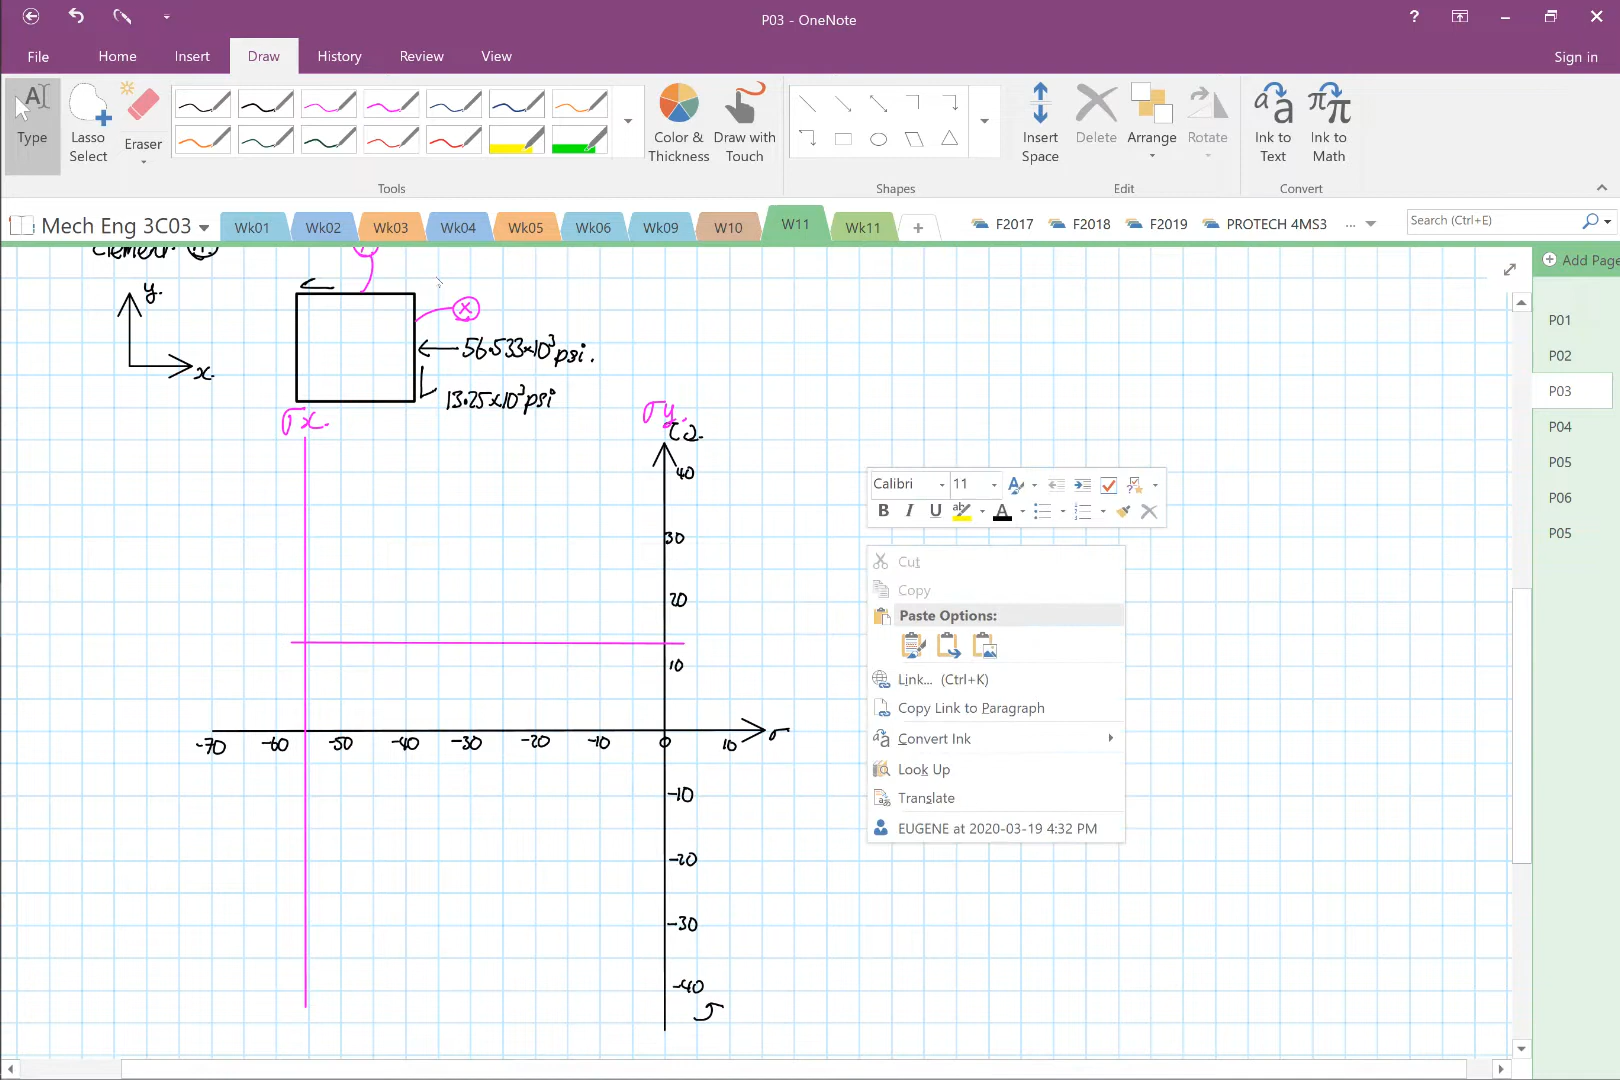 P03 - OneNote
?
File Home Insert Draw History Review View
Sign in
Type
Lasso Select
Eraser
Color & Thickness
Draw with Touch
Insert Space
Delete
Arrange
Rotate
Ink to Text
Ink to Math
Tools
Shapes
Edit
Convert
Mech Eng 3C03
Wk01 Wk02 Wk03 Wk04 Wk05 Wk06 Wk09 W10 W11 Wk11 +
F2017 F2018 F2019 PROTECH 4MS3 ...
Search (Ctrl+E)
Add Page
P01
P02
P03
P04
P05
P06
P05
y.
x.
x
56.533×10³psi.
13.25×10³psi
σx.
σy.
40
30
20
10
-70 -60 -50 -40 -30 -20 -10 0 10 σ
-10
-20
-30
-40
Calibri 11
B I U ab A
Cut
Copy
Paste Options:
Link... (Ctrl+K)
Copy Link to Paragraph
Convert Ink
Look Up
Translate
EUGENE at 2020-03-19 4:32 PM